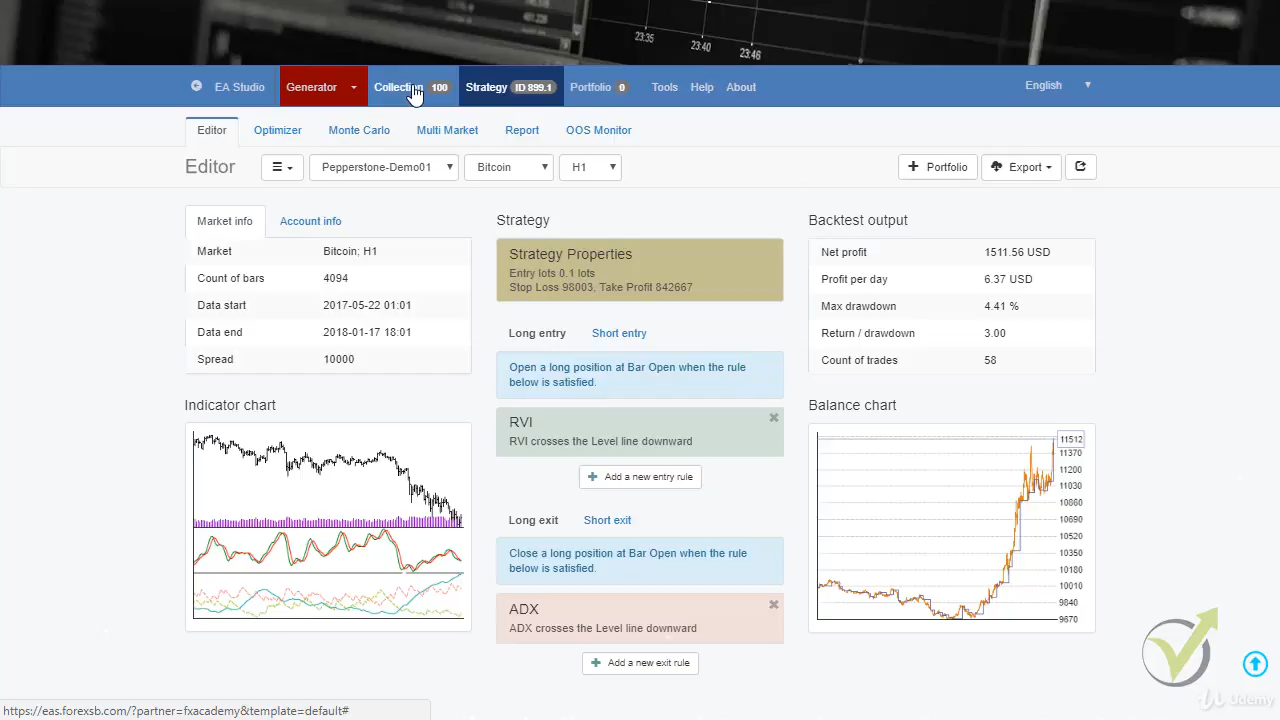 23:35
23:40
23:46
EA Studio
Generator
Collection 100
Strategy ID 899.1
Portfolio 0
Tools
Help
About
English
Editor
Optimizer
Monte Carlo
Multi Market
Report
OOS Monitor
Editor
Pepperstone-Demo01
Bitcoin
H1
Portfolio
Export
Market info
Account info
Market Bitcoin; H1
Count of bars 4094
Data start 2017-05-22 01:01
Data end 2018-01-17 18:01
Spread 10000
Indicator chart
Strategy
Strategy Properties
Entry lots 0.1 lots
Stop Loss 98003, Take Profit 842667
Long entry
Short entry
Open a long position at Bar Open when the rule
below is satisfied.
RVI
RVI crosses the Level line downward
Add a new entry rule
Long exit
Short exit
Close a long position at Bar Open when the rule
below is satisfied.
ADX
ADX crosses the Level line downward
Add a new exit rule
Backtest output
Net profit 1511.56 USD
Profit per day 6.37 USD
Max drawdown 4.41 %
Return / drawdown 3.00
Count of trades 58
Balance chart
11512
11370
11200
11030
10860
10690
10520
10350
10180
10010
9840
9670
https://eas.forexsb.com/?partner=fxacademy&template=default#
Udemy